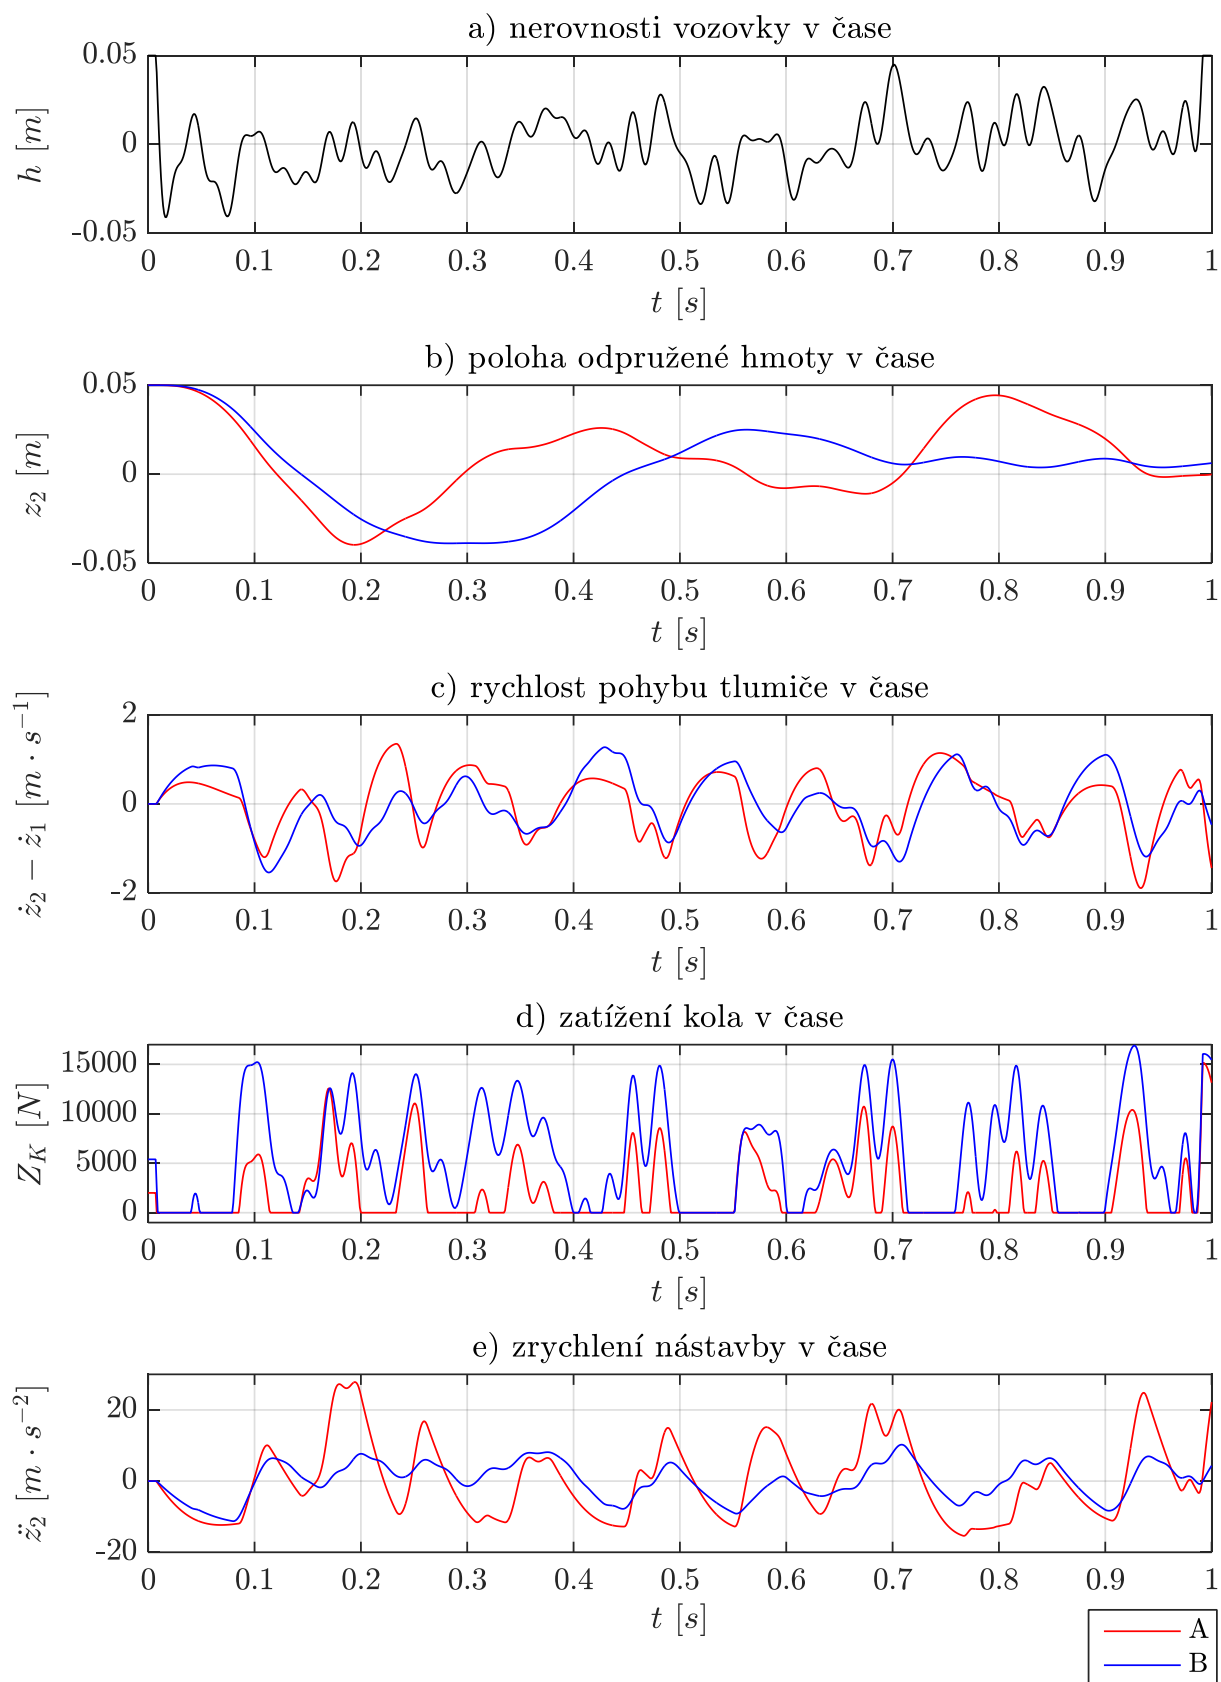 a) nerovnosti vozovky v čase
0.05
0
-0.05
h [m]
0 0.1 0.2 0.3 0.4 0.5 0.6 0.7 0.8 0.9 1
t [s]
b) poloha odpružené hmoty v čase
0.05
0
-0.05
z₂ [m]
0 0.1 0.2 0.3 0.4 0.5 0.6 0.7 0.8 0.9 1
t [s]
c) rychlost pohybu tlumiče v čase
2
0
-2
ż₂ − ż₁ [m · s⁻¹]
0 0.1 0.2 0.3 0.4 0.5 0.6 0.7 0.8 0.9 1
t [s]
d) zatížení kola v čase
15000
10000
5000
0
Z_K [N]
0 0.1 0.2 0.3 0.4 0.5 0.6 0.7 0.8 0.9 1
t [s]
e) zrychlení nástavby v čase
20
0
-20
z̈₂ [m · s⁻²]
0 0.1 0.2 0.3 0.4 0.5 0.6 0.7 0.8 0.9 1
t [s]
A
B